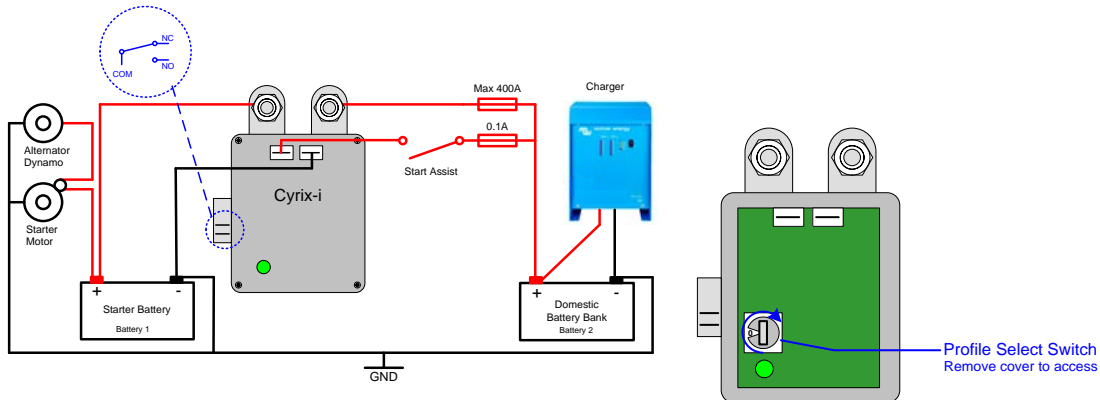 NC
COM
NO
Max 400A
Charger
0.1A
Alternator
Dynamo
Start Assist
Cyrix-i
Starter
Motor
+ -
Starter Battery
Battery 1
+ -
Domestic
Battery Bank
Battery 2
GND
Profile Select Switch
Remove cover to access
0